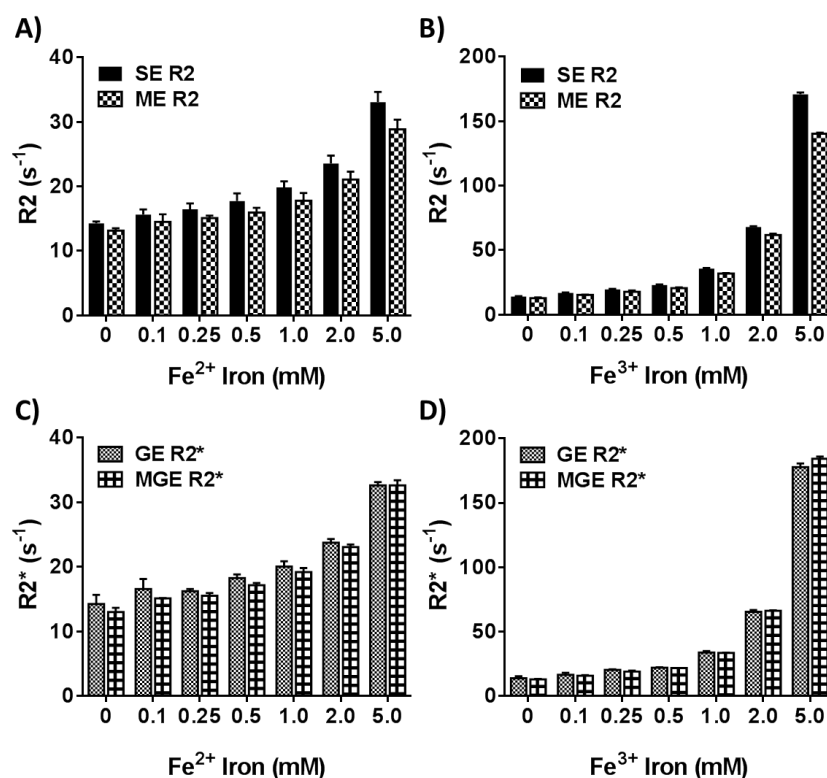 A)
SE R2
ME R2
R2 (s⁻¹)
40
30
20
10
0
0 0.1 0.25 0.5 1.0 2.0 5.0
Fe²⁺ Iron (mM)
B)
SE R2
ME R2
R2 (s⁻¹)
200
150
100
50
0
0 0.1 0.25 0.5 1.0 2.0 5.0
Fe³⁺ Iron (mM)
C)
GE R2*
MGE R2*
R2* (s⁻¹)
40
30
20
10
0
0 0.1 0.25 0.5 1.0 2.0 5.0
Fe²⁺ Iron (mM)
D)
GE R2*
MGE R2*
R2* (s⁻¹)
200
150
100
50
0
0 0.1 0.25 0.5 1.0 2.0 5.0
Fe³⁺ Iron (mM)